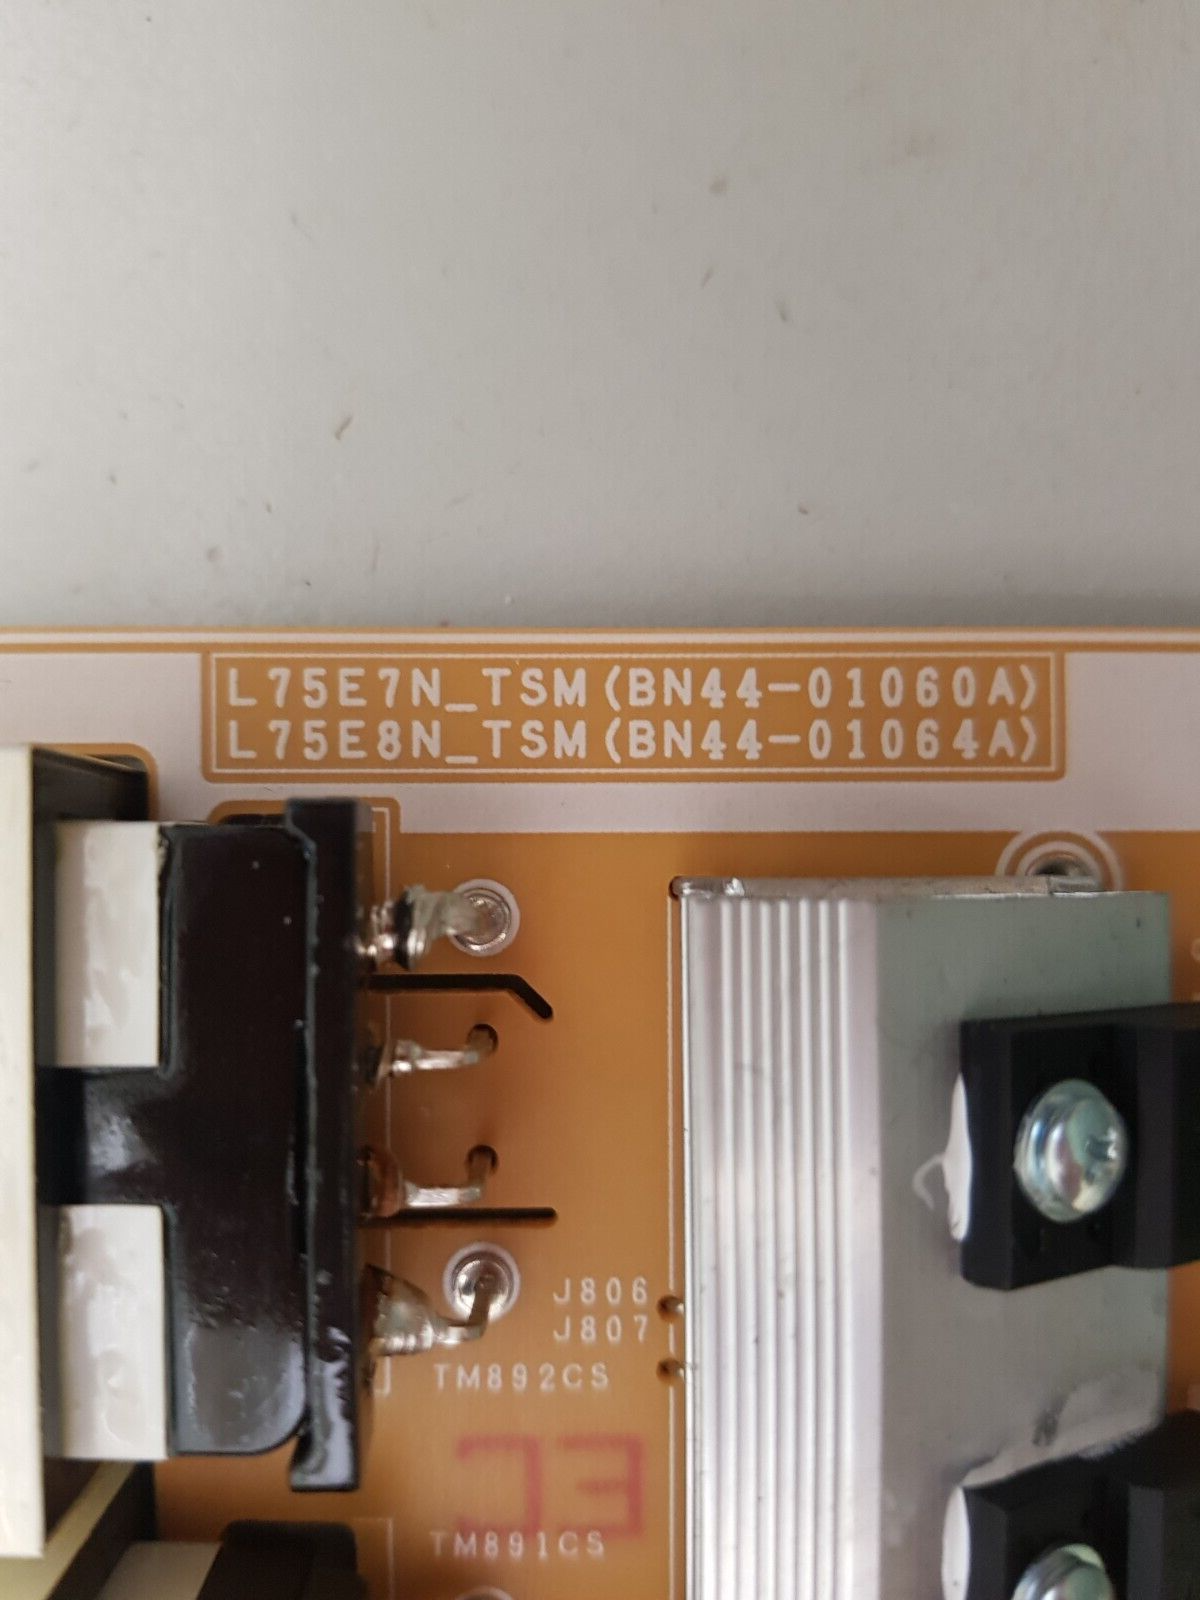 L75E7N_TSM(BN44-01060A)
L75E8N_TSM(BN44-01064A)
J806
J807
TM892CS
EC
TM891CS